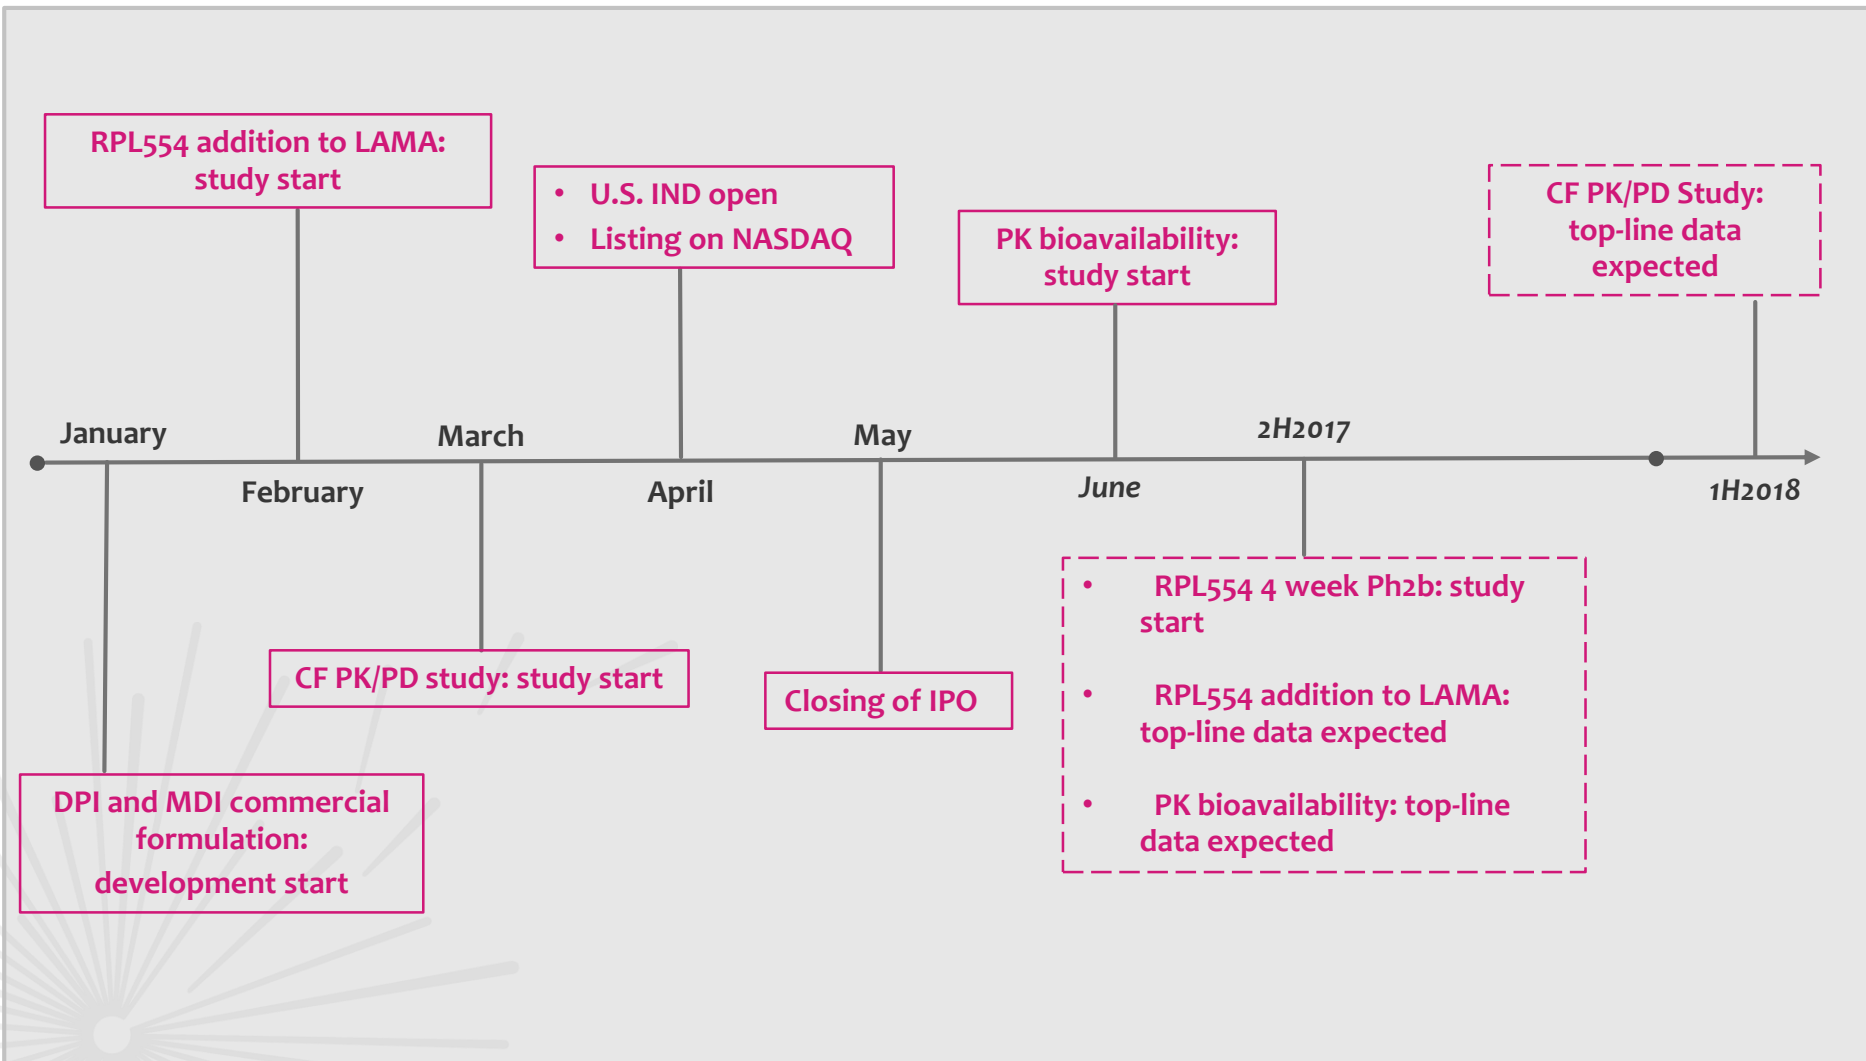 RPL554 addition to LAMA:
study start
• U.S. IND open
• Listing on NASDAQ
PK bioavailability:
study start
CF PK/PD Study:
top-line data
expected
January
February
March
April
May
June
2H2017
1H2018
DPI and MDI commercial
formulation:
development start
CF PK/PD study: study start
Closing of IPO
• RPL554 4 week Ph2b: study
start
• RPL554 addition to LAMA:
top-line data expected
• PK bioavailability: top-line
data expected